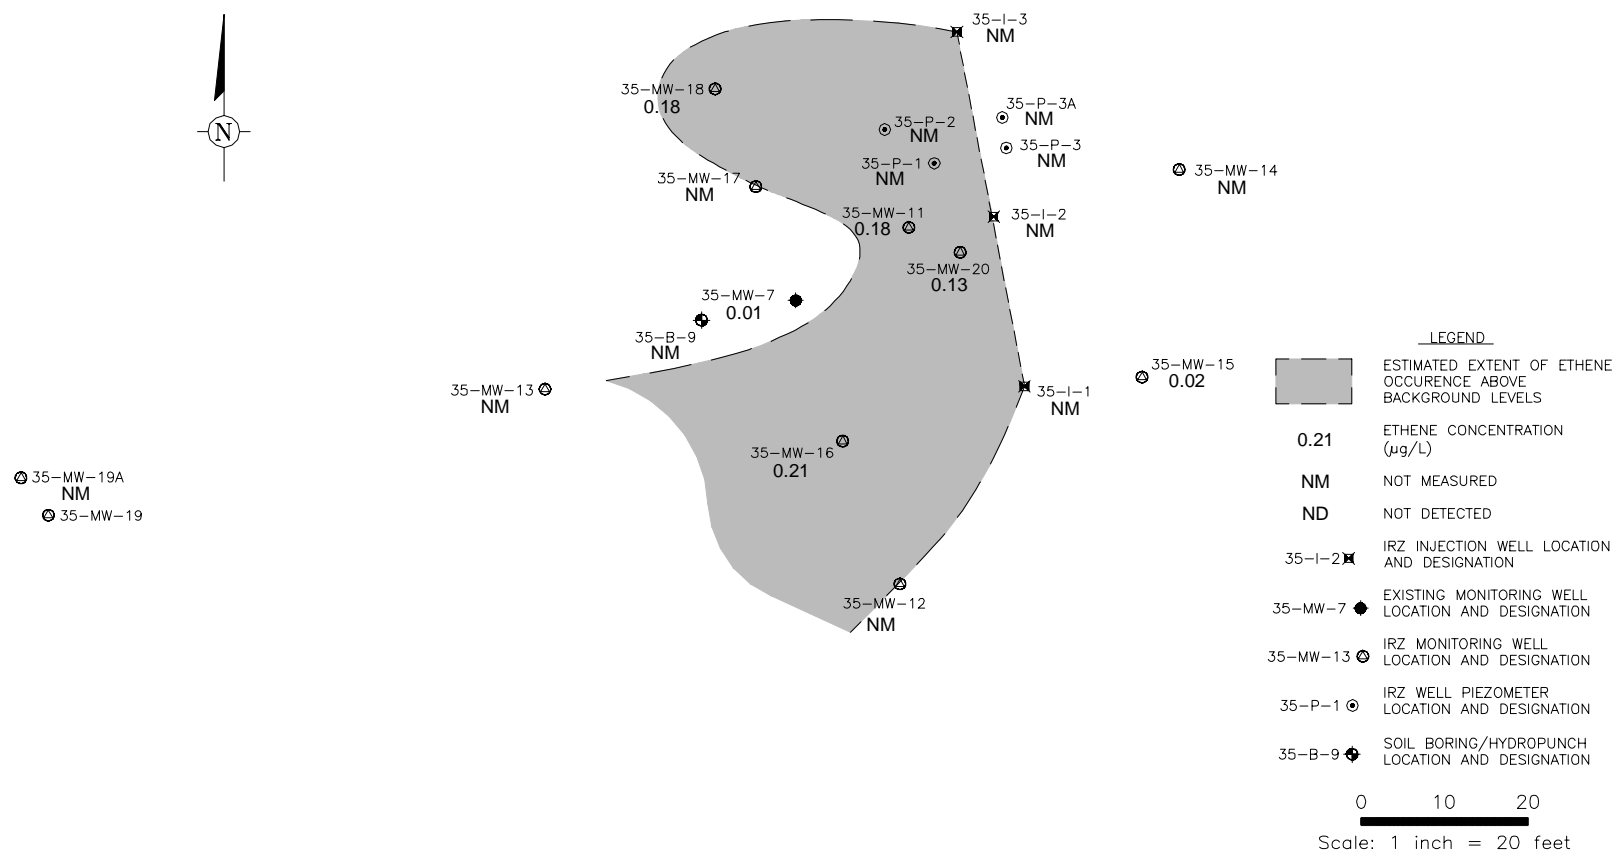 35-I-3
NM
N
35-MW-18
0.18
35-P-3A
NM
35-P-2
NM
35-P-3
NM
35-P-1
NM
35-MW-14
NM
35-MW-17
NM
35-MW-11
0.18
35-I-2
NM
35-MW-20
0.13
35-MW-7
0.01
35-B-9
NM
35-MW-13
NM
35-MW-15
0.02
35-I-1
NM
35-MW-16
0.21
35-MW-19A
NM
35-MW-19
35-MW-12
NM
LEGEND
ESTIMATED EXTENT OF ETHENE
OCCURENCE ABOVE
BACKGROUND LEVELS
0.21
ETHENE CONCENTRATION
(µg/L)
NM
NOT MEASURED
ND
NOT DETECTED
35-I-2
IRZ INJECTION WELL LOCATION
AND DESIGNATION
35-MW-7
EXISTING MONITORING WELL
LOCATION AND DESIGNATION
35-MW-13
IRZ MONITORING WELL
LOCATION AND DESIGNATION
35-P-1
IRZ WELL PIEZOMETER
LOCATION AND DESIGNATION
35-B-9
SOIL BORING/HYDROPUNCH
LOCATION AND DESIGNATION
0 10 20
Scale: 1 inch = 20 feet